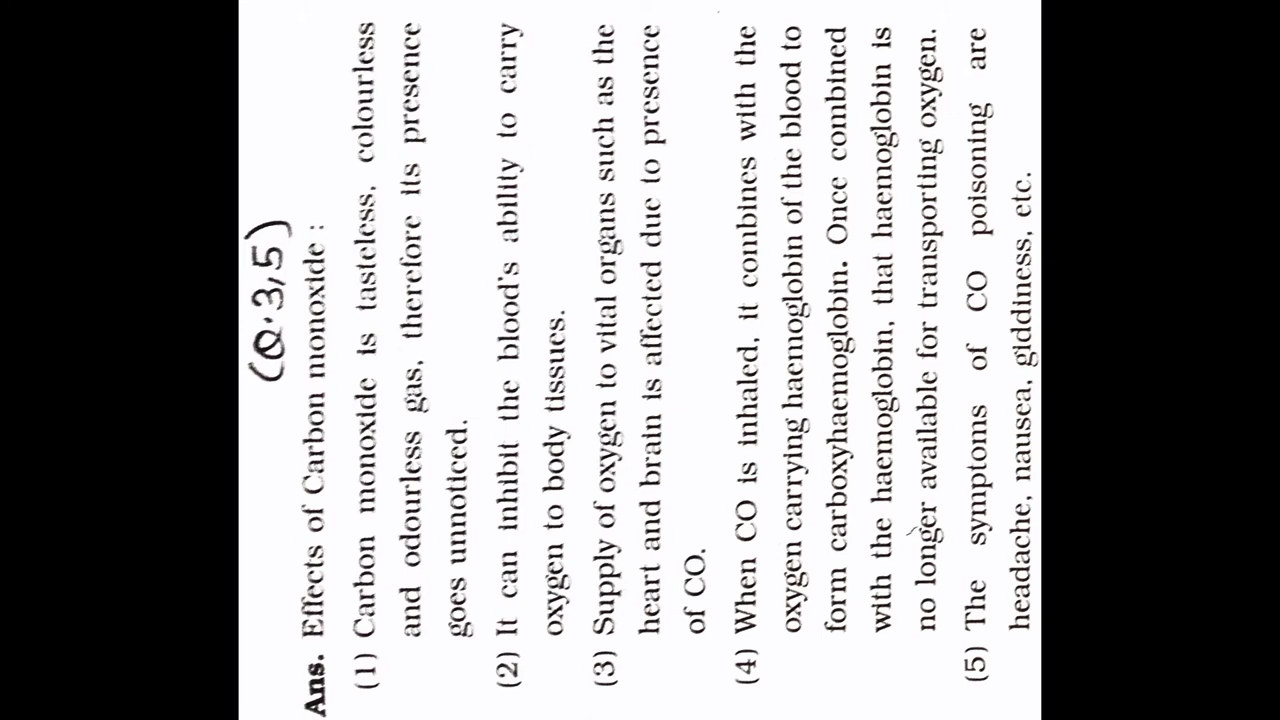 (Q.3,5)
Ans. Effects of Carbon monoxide :
(1) Carbon monoxide is tasteless, colourless
and odourless gas, therefore its presence
goes unnoticed.
(2) It can inhibit the blood's ability to carry
oxygen to body tissues.
(3) Supply of oxygen to vital organs such as the
heart and brain is affected due to presence
of CO.
(4) When CO is inhaled, it combines with the
oxygen carrying haemoglobin of the blood to
form carboxyhaemoglobin. Once combined
with the haemoglobin, that haemoglobin is
no longer available for transporting oxygen.
(5) The symptoms of CO poisoning are
headache, nausea, giddiness, etc.